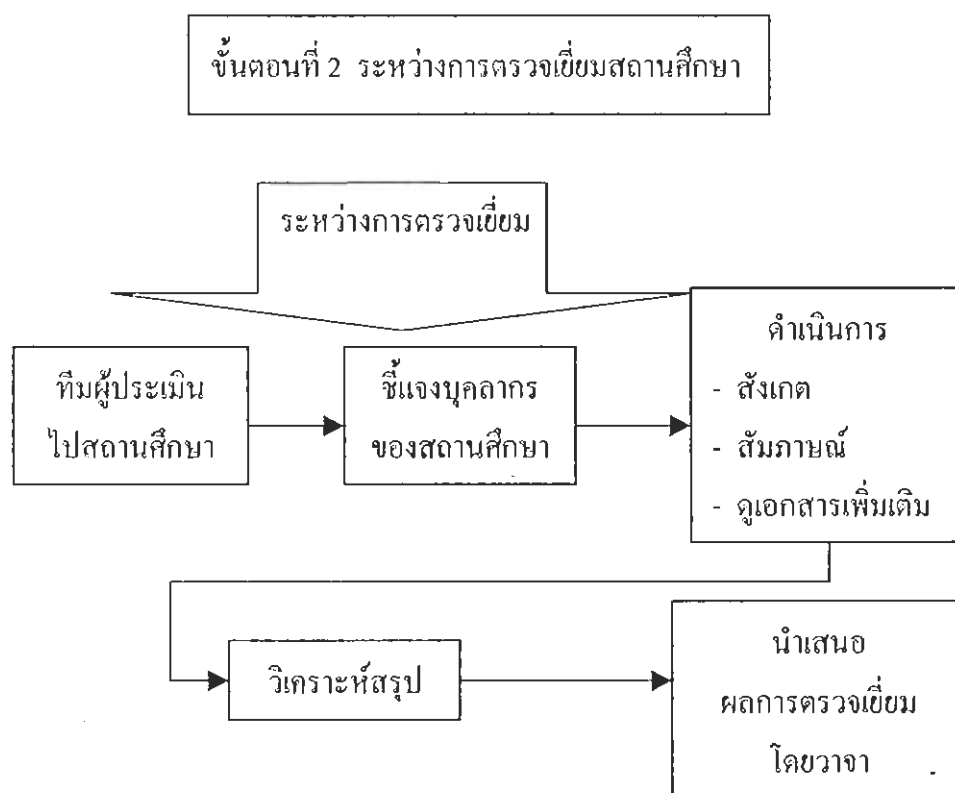 ขั้นตอนที่ 2 ระหว่างการตรวจเยี่ยมสถานศึกษา
ระหว่างการตรวจเยี่ยม
ทีมผู้ประเมิน
ไปสถานศึกษา
ชี้แจงบุคลากร
ของสถานศึกษา
ดำเนินการ
- สังเกต
- สัมภาษณ์
- ดูเอกสารเพิ่มเติม
วิเคราะห์สรุป
นำเสนอ
ผลการตรวจเยี่ยม
โดยวาจา